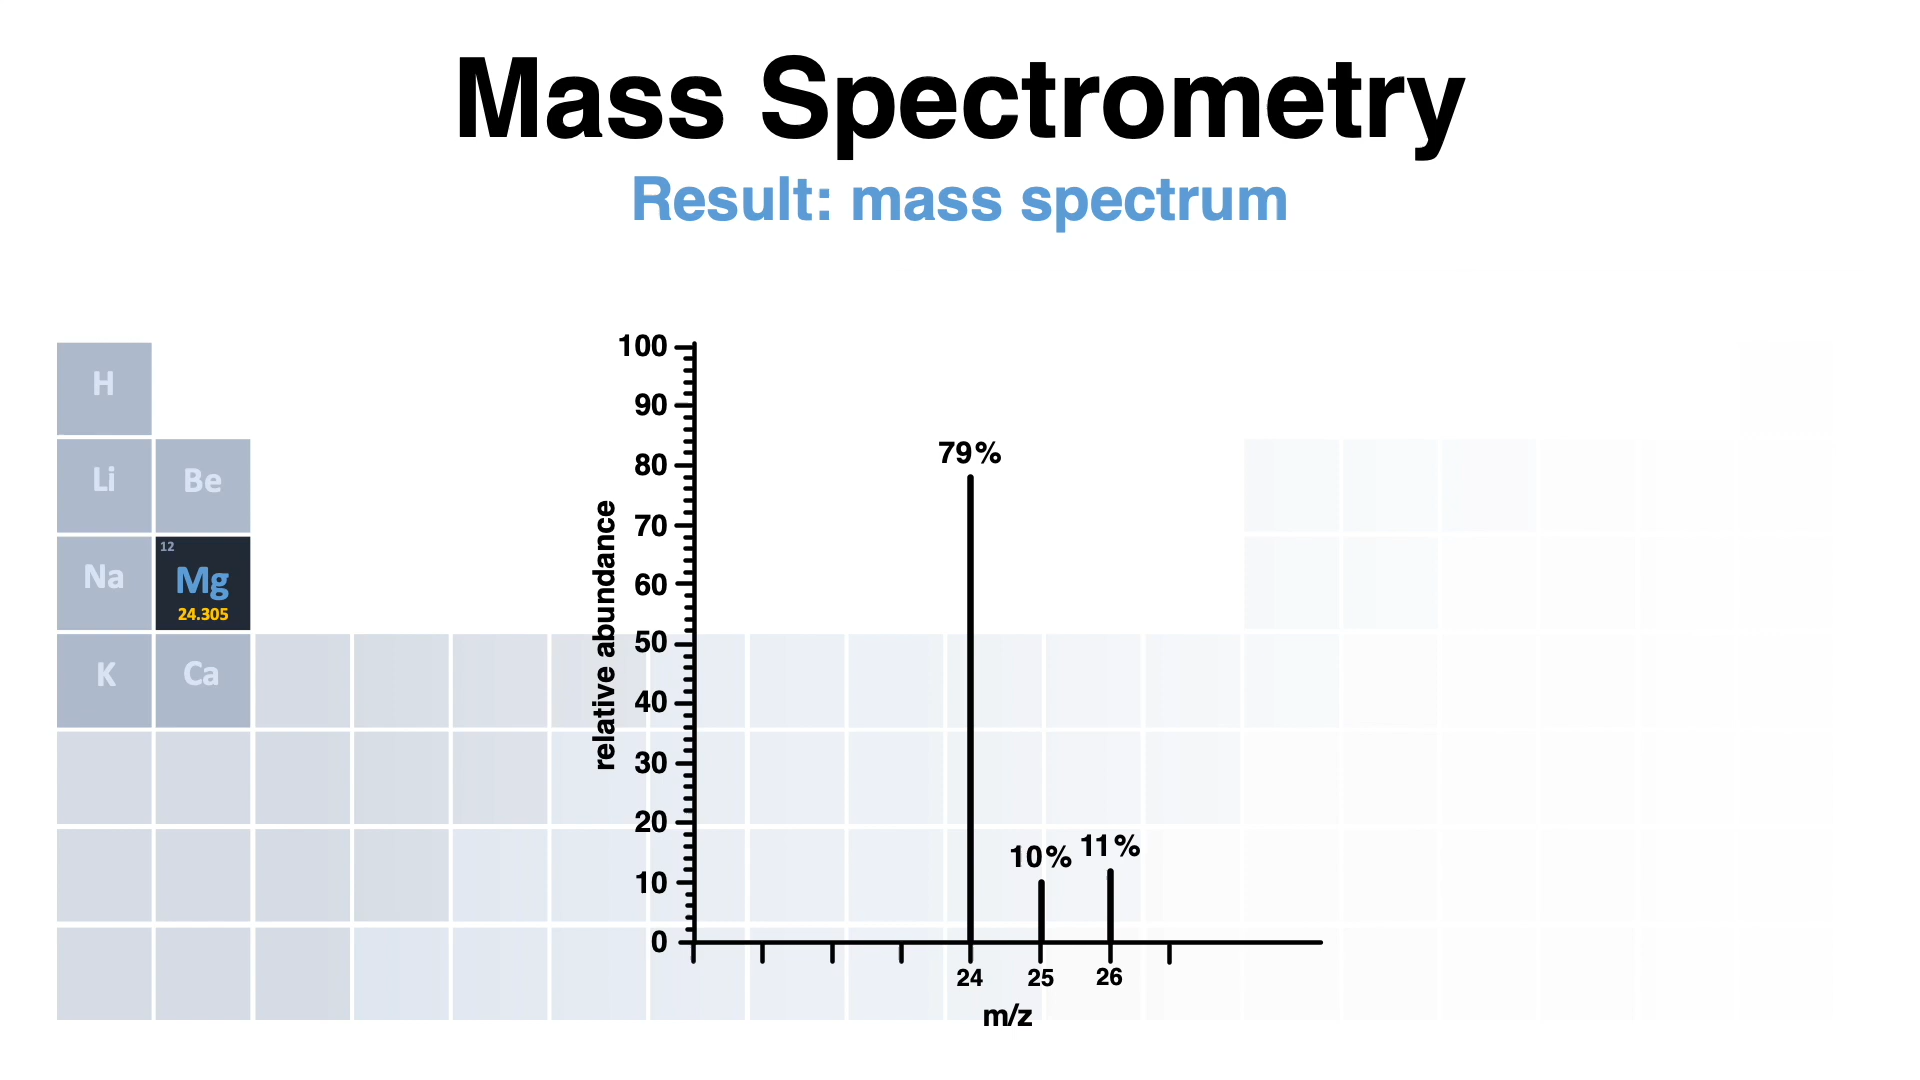 Mass Spectrometry
Result: mass spectrum
H
Li
Be
Na
12
Mg
24.305
K
Ca
relative abundance
100
90
80
70
60
50
40
30
20
10
0
79%
10%
11%
24
25
26
m/z